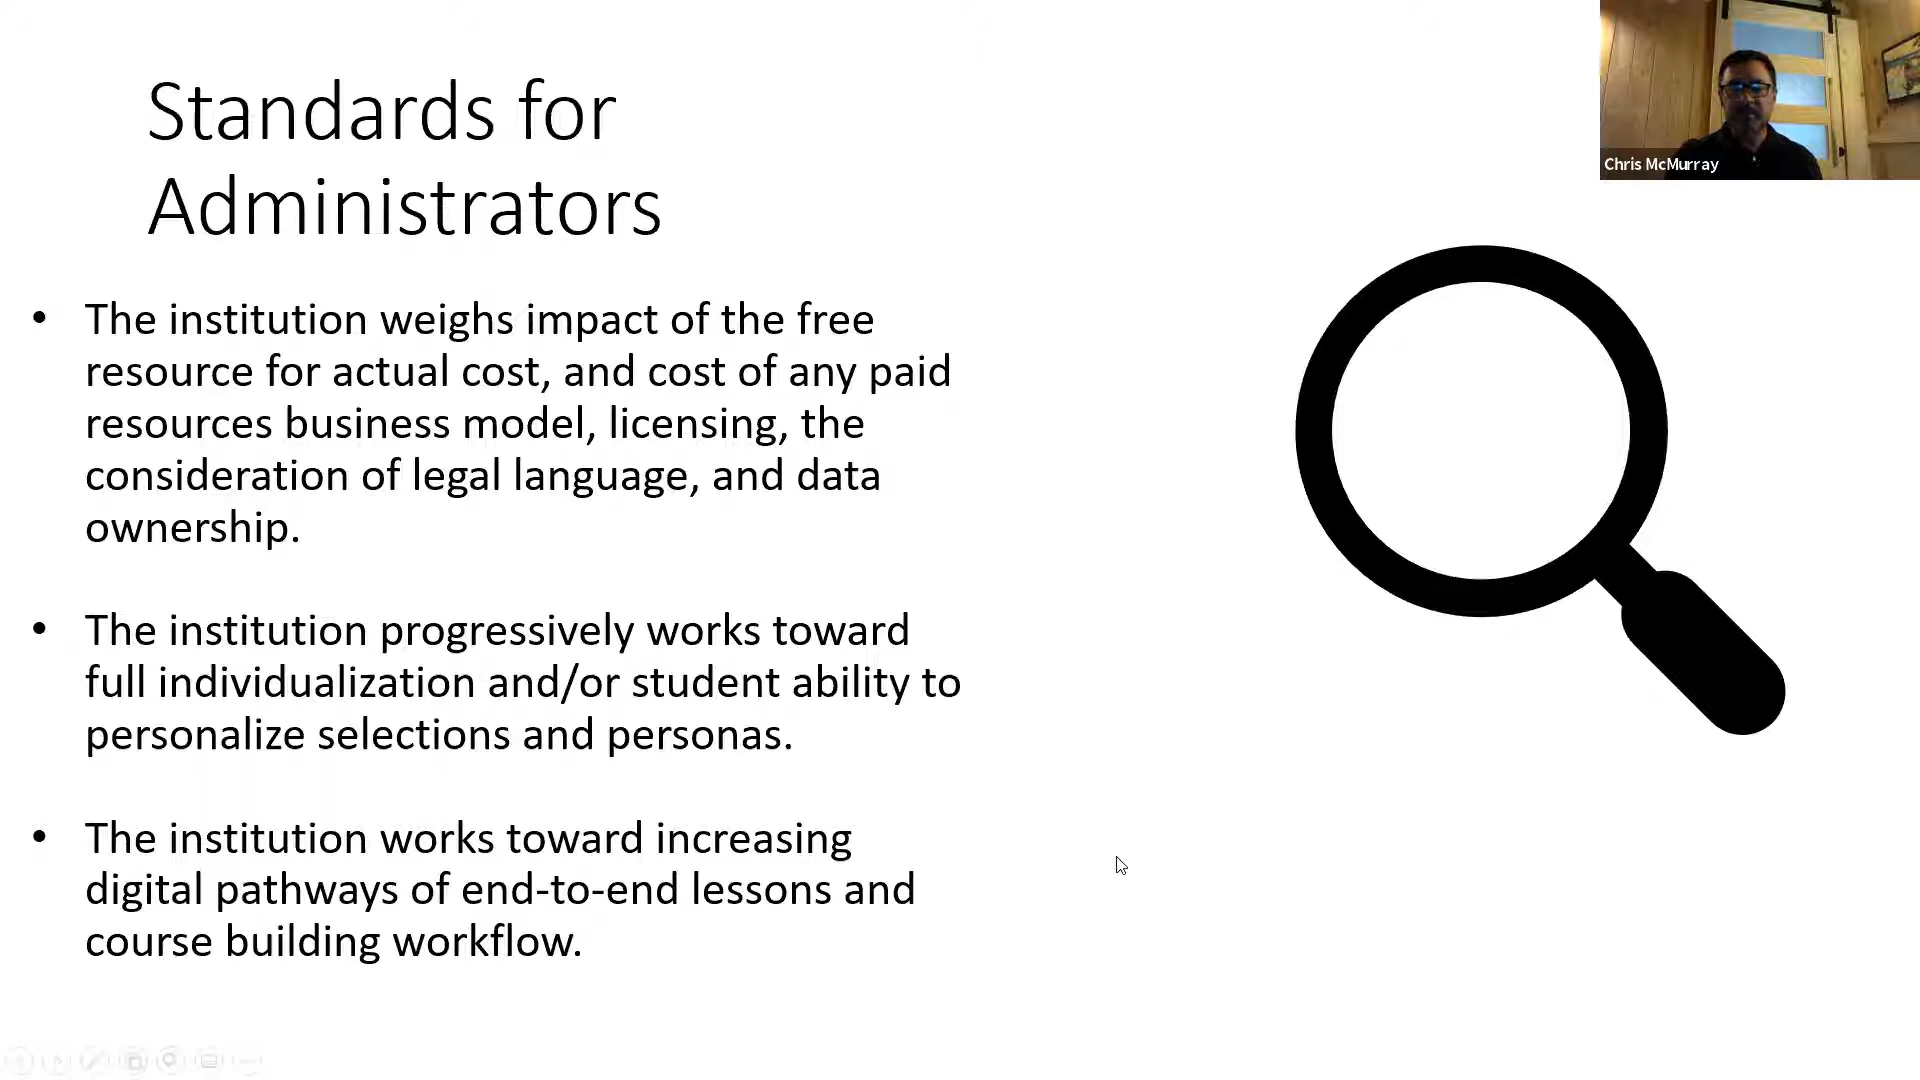 Standards for
Administrators
• The institution weighs impact of the free
resource for actual cost, and cost of any paid
resources business model, licensing, the
consideration of legal language, and data
ownership.
• The institution progressively works toward
full individualization and/or student ability to
personalize selections and personas.
• The institution works toward increasing
digital pathways of end-to-end lessons and
course building workflow.
Chris McMurray